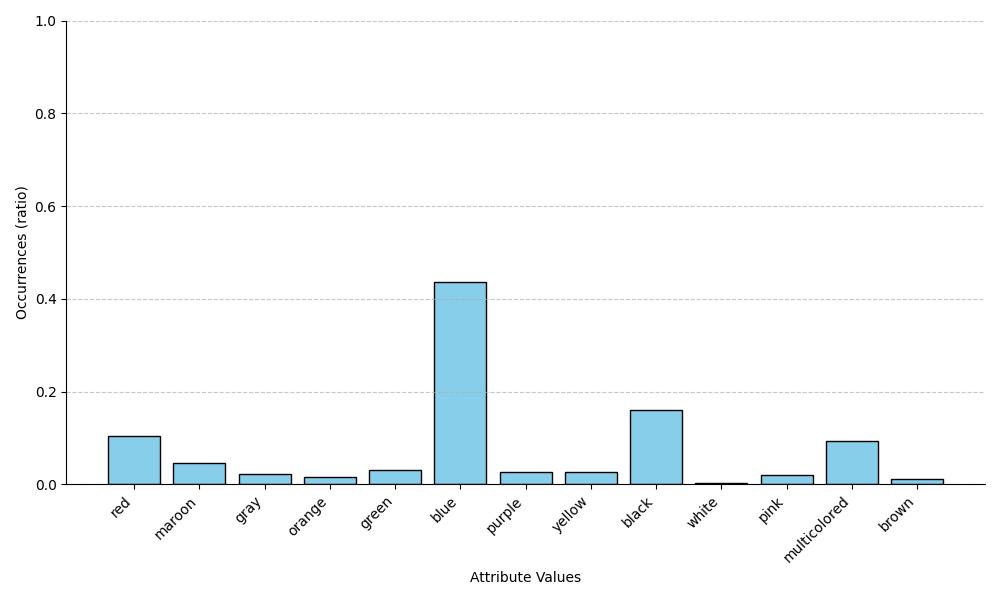 1.0
0.8
0.6
0.4
0.2
0.0
Occurrences (ratio)
red
maroon
gray
orange
green
blue
purple
yellow
black
white
pink
multicolored
brown
Attribute Values